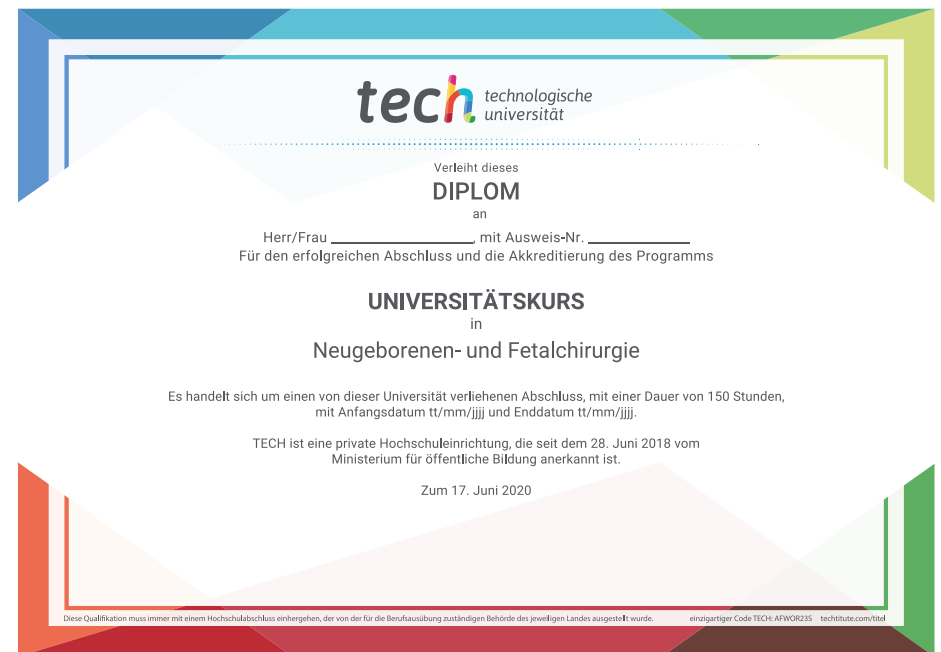 tech technologische
universität
Verleiht dieses
DIPLOM
an
Herr/Frau ____________________, mit Ausweis-Nr. ______________
Für den erfolgreichen Abschluss und die Akkreditierung des Programms
UNIVERSITÄTSKURS
in
Neugeborenen- und Fetalchirurgie
Es handelt sich um einen von dieser Universität verliehenen Abschluss, mit einer Dauer von 150 Stunden,
mit Anfangsdatum tt/mm/jjjj und Enddatum tt/mm/jjjj.
TECH ist eine private Hochschuleinrichtung, die seit dem 28. Juni 2018 vom
Ministerium für öffentliche Bildung anerkannt ist.
Zum 17. Juni 2020
Diese Qualifikation muss immer mit einem Hochschulabschluss einhergehen, der von der für die Berufsausübung zuständigen Behörde des jeweiligen Landes ausgestellt wurde. einzigartiger Code TECH: AFWOR23S techtitute.com/titel